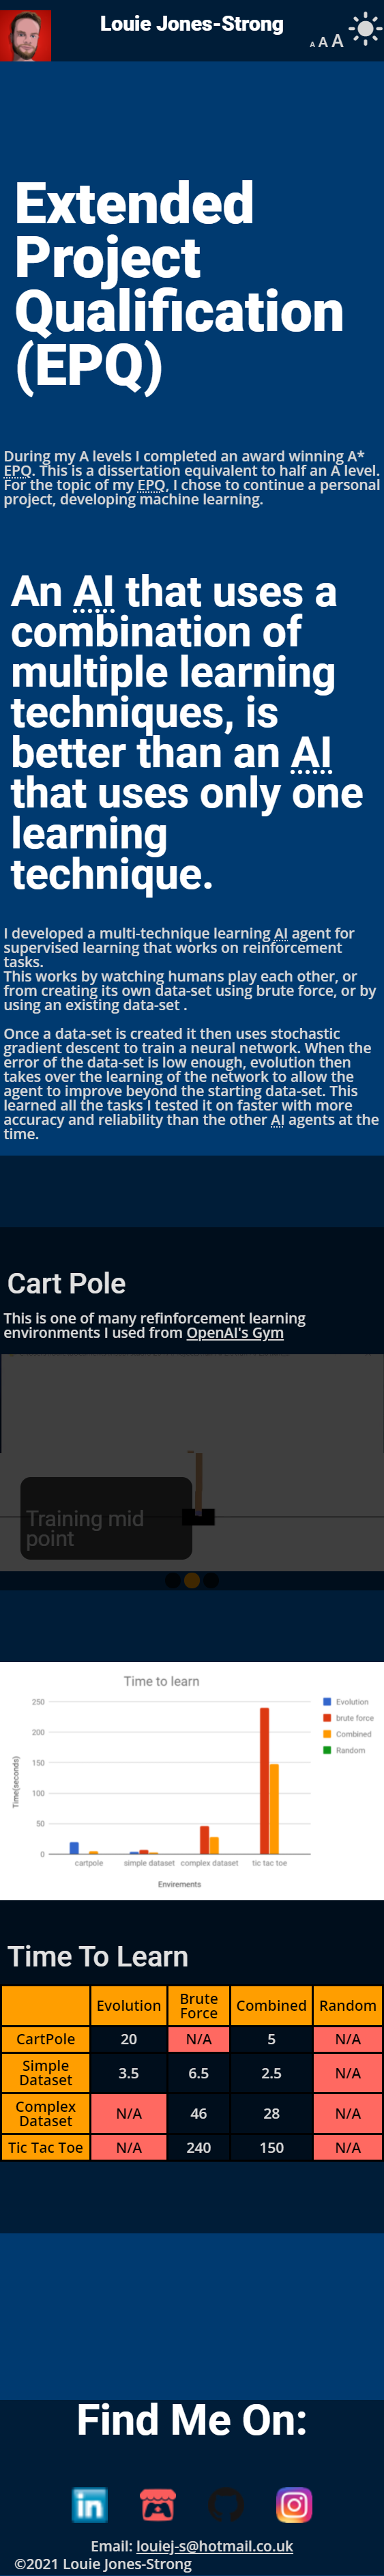 Louie Jones-Strong
A A A
Extended
Project
Qualification
(EPQ)
During my A levels I completed an award winning A*
EPQ. This is a dissertation equivalent to half an A level.
For the topic of my EPQ, I chose to continue a personal
project, developing machine learning.
An AI that uses a
combination of
multiple learning
techniques, is
better than an AI
that uses only one
learning
technique.
I developed a multi-technique learning AI agent for
supervised learning that works on reinforcement
tasks.
This works by watching humans play each other, or
from creating its own data-set using brute force, or by
using an existing data-set .
Once a data-set is created it then uses stochastic
gradient descent to train a neural network. When the
error of the data-set is low enough, evolution then
takes over the learning of the network to allow the
agent to improve beyond the starting data-set. This
learned all the tasks I tested it on faster with more
accuracy and reliability than the other AI agents at the
time.
Cart Pole
This is one of many refinforcement learning
environments I used from OpenAI's Gym
Training mid
point
Time to learn
250
200
150
100
50
0
Time(seconds)
cartpole simple dataset complex dataset tic tac toe
Envirements
Evolution
brute force
Combined
Random
Time To Learn
Evolution Brute Force Combined Random
CartPole 20 N/A 5 N/A
Simple Dataset 3.5 6.5 2.5 N/A
Complex Dataset N/A 46 28 N/A
Tic Tac Toe N/A 240 150 N/A
Find Me On:
in
Email: louiej-s@hotmail.co.uk
©2021 Louie Jones-Strong